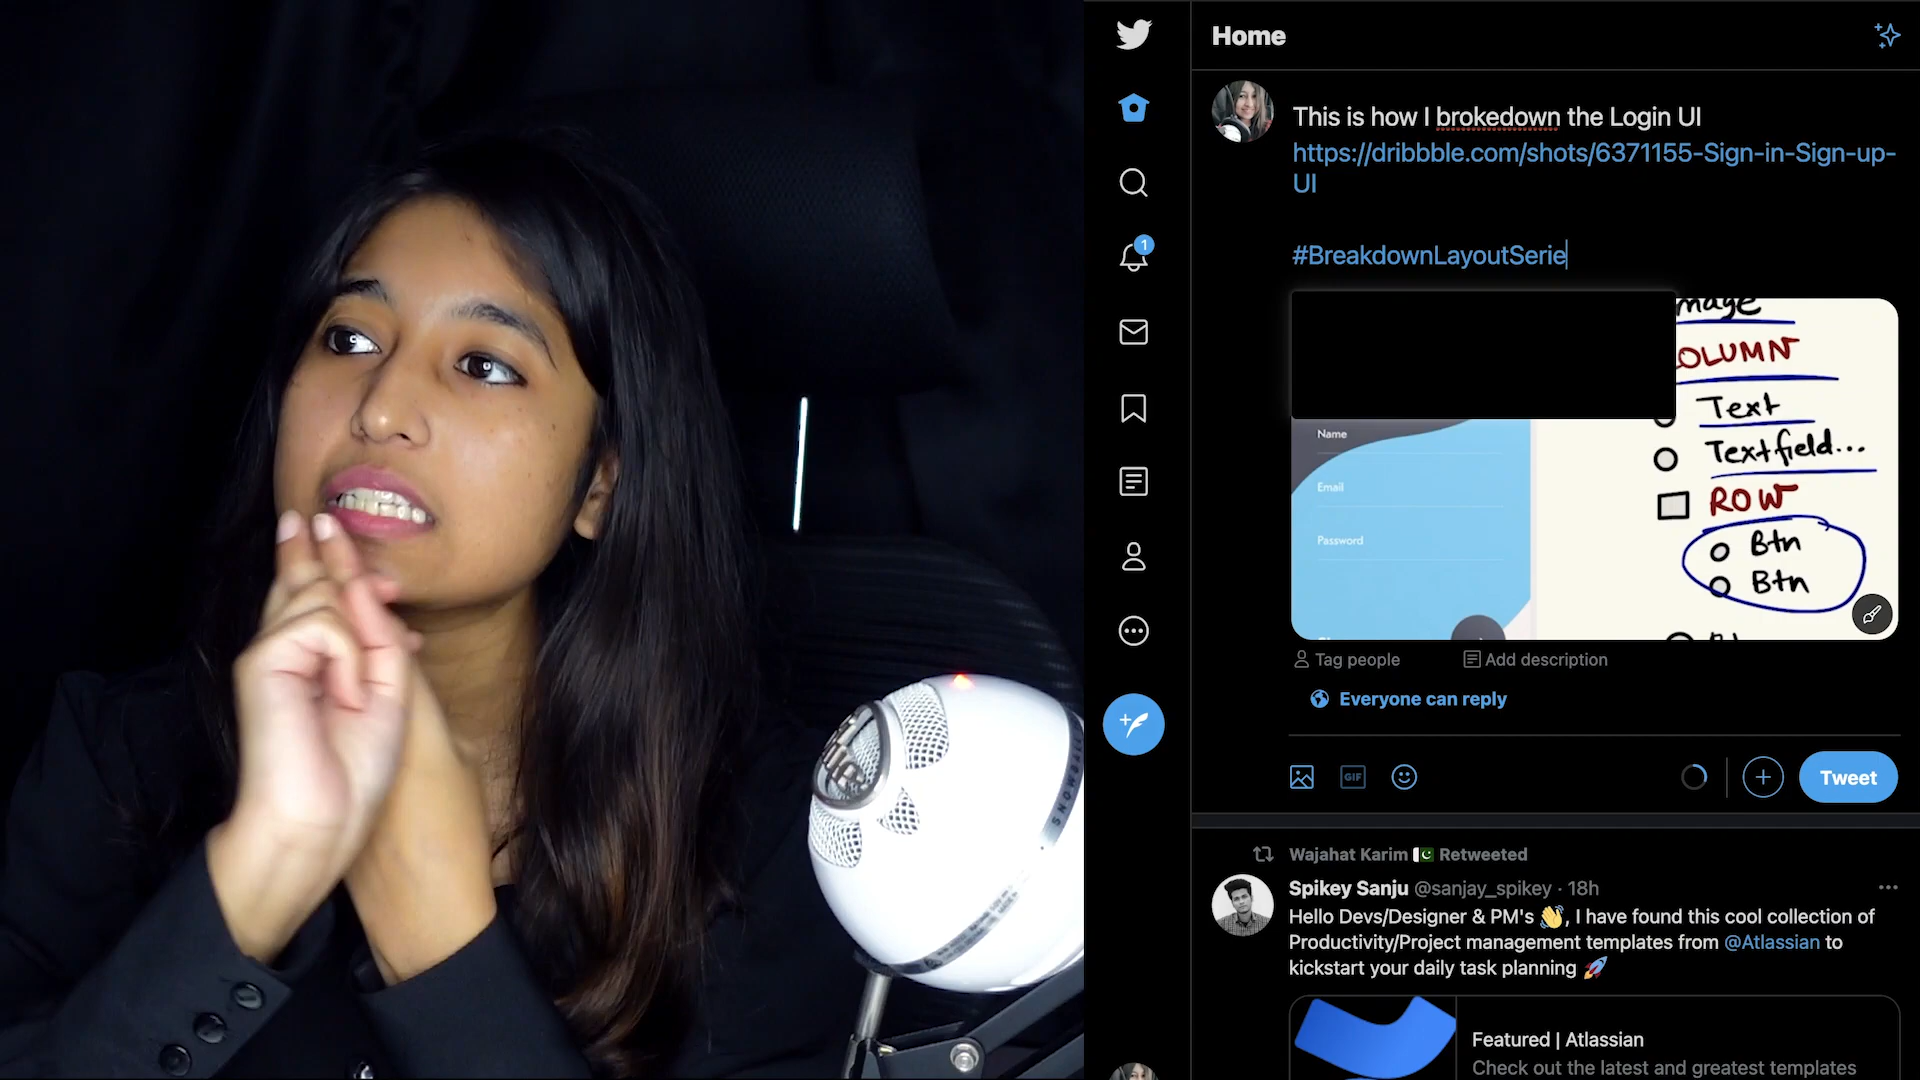 Home
This is how I brokedown the Login UI
https://dribbble.com/shots/6371155-Sign-in-Sign-up-
UI
#BreakdownLayoutSerie
1
mage
OLUMN
Text
Textfield...
ROW
Btn
Btn
Name
Email
Password
Tag people
Add description
Everyone can reply
GIF
Tweet
Wajahat Karim Retweeted
Spikey Sanju @sanjay_spikey · 18h
Hello Devs/Designer & PM's 👋, I have found this cool collection of
Productivity/Project management templates from @Atlassian to
kickstart your daily task planning 🚀
Featured | Atlassian
Check out the latest and greatest templates
SNOWBALL